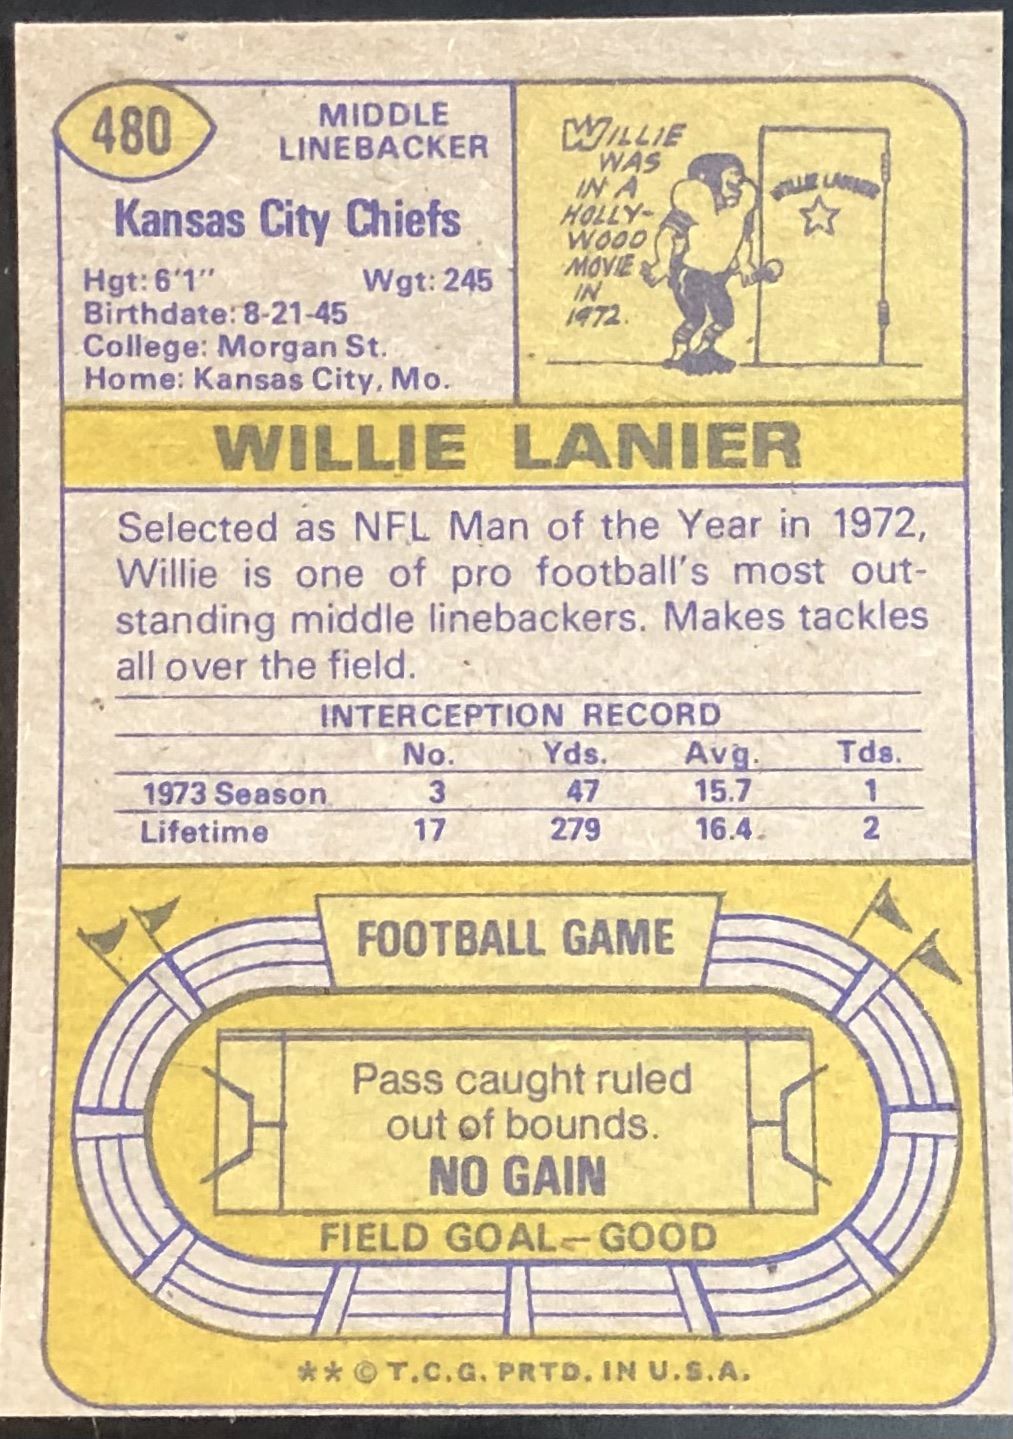 480
MIDDLE
LINEBACKER
Kansas City Chiefs
Hgt: 6'1" Wgt: 245
Birthdate: 8-21-45
College: Morgan St.
Home: Kansas City, Mo.
WILLIE
WAS
IN A
HOLLY-
WOOD
MOVIE
IN
1972.
WILLIE LANIER
WILLIE LANIER
Selected as NFL Man of the Year in 1972,
Willie is one of pro football's most out-
standing middle linebackers. Makes tackles
all over the field.
INTERCEPTION RECORD
No. Yds. Avg. Tds.
1973 Season 3 47 15.7 1
Lifetime 17 279 16.4 2
FOOTBALL GAME
Pass caught ruled
out of bounds.
NO GAIN
FIELD GOAL—GOOD
** © T.C.G. PRTD. IN U.S.A.